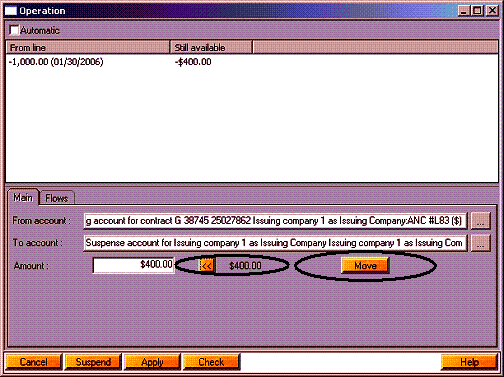 Operation
Automatic
From line Still available
-1,000.00 (01/30/2006) -$400.00
Main Flows
From account : g account for contract G 38745 25027862 Issuing company 1 as Issuing Company:ANC #L83 ($) ...
To account : Suspense account for Issuing company 1 as Issuing Company Issuing company 1 as Issuing Com ...
Amount : $400.00 << $400.00 Move
Cancel Suspend Apply Check Help